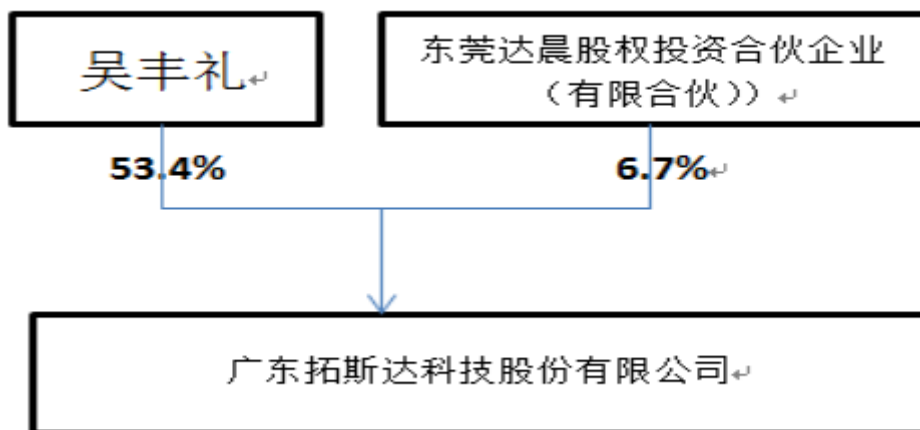 吴丰礼
东莞达晨股权投资合伙企业
（有限合伙））
53.4%
6.7%
广东拓斯达科技股份有限公司